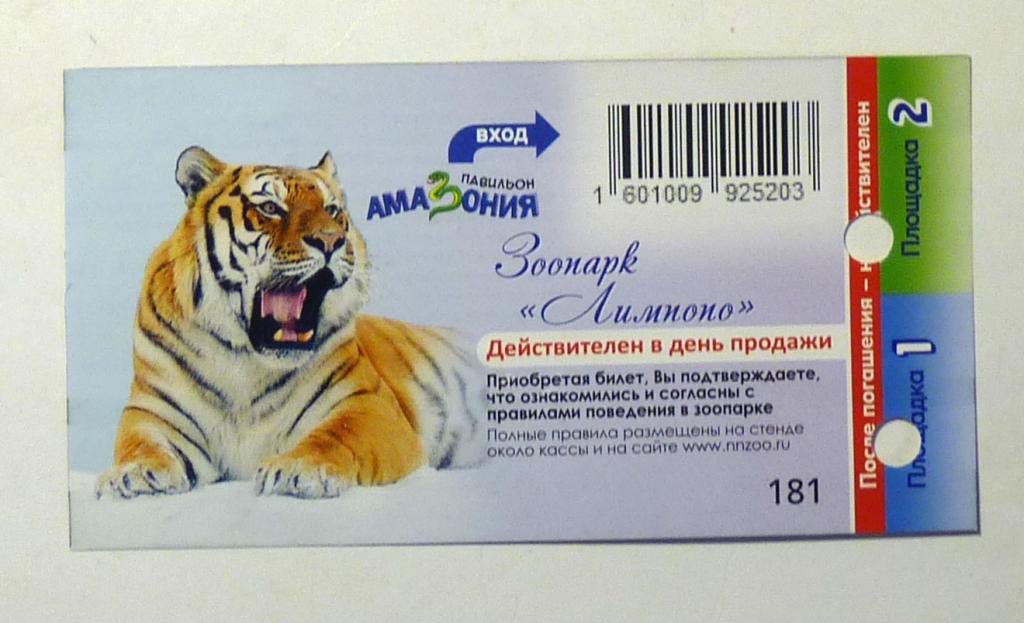 ВХОД
ПАВИЛЬОН
АМАЗОНИЯ
1 601009 925203
Зоопарк
«Лимпопо»
Действителен в день продажи
Приобретая билет, Вы подтверждаете,
что ознакомились и согласны с
правилами поведения в зоопарке
Полные правила размещены на стенде
около кассы и на сайте www.nnzoo.ru
181
После погашения –
Площадка 2
Площадка 1